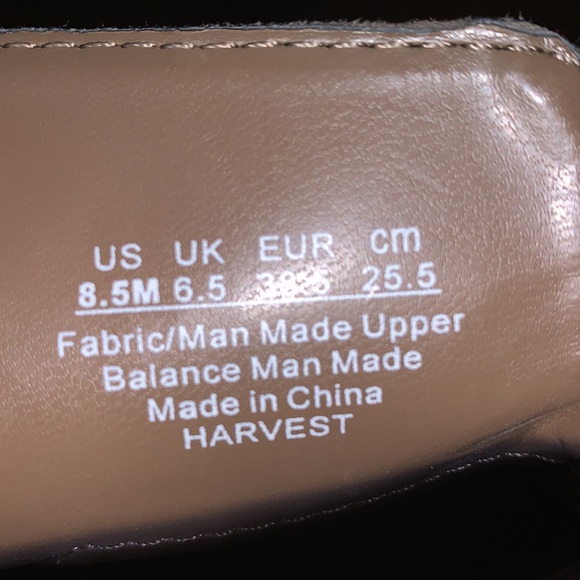 US UK EUR cm
8.5M 6.5 25.5
Fabric/Man Made Upper
Balance Man Made
Made in China
HARVEST